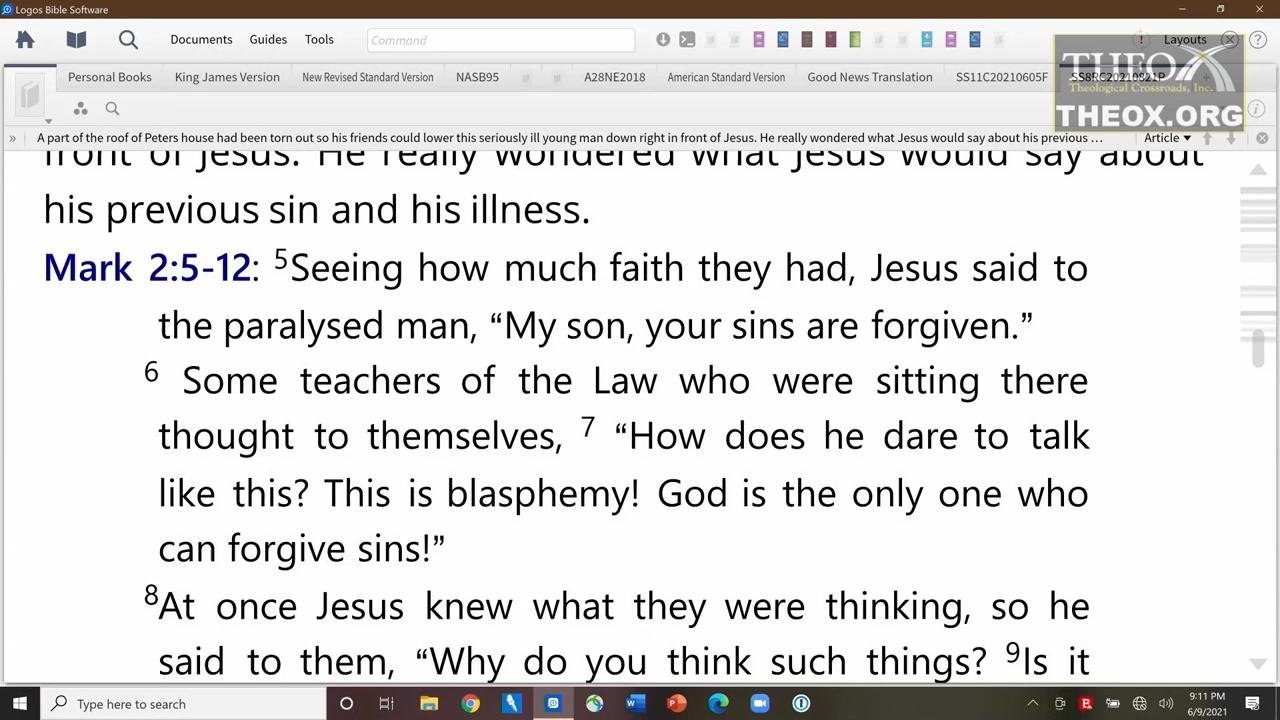 Logos Bible Software
Documents Guides Tools Command Layouts
Personal Books King James Version New Revised Standard Version NASB95 A28NE2018 American Standard Version Good News Translation SS11C20210605F SS8RC20210821P
THEOX
Theological Crossroads, Inc.
THEOX.ORG
» A part of the roof of Peters house had been torn out so his friends could lower this seriously ill young man down right in front of Jesus. He really wondered what Jesus would say about his previous ... Article
front of Jesus. He really wondered what Jesus would say about
his previous sin and his illness.
Mark 2:5-12: 5Seeing how much faith they had, Jesus said to
the paralysed man, “My son, your sins are forgiven.”
6 Some teachers of the Law who were sitting there
thought to themselves, 7 “How does he dare to talk
like this? This is blasphemy! God is the only one who
can forgive sins!”
8At once Jesus knew what they were thinking, so he
said to them, “Why do you think such things? 9Is it
Type here to search
9:11 PM
6/9/2021